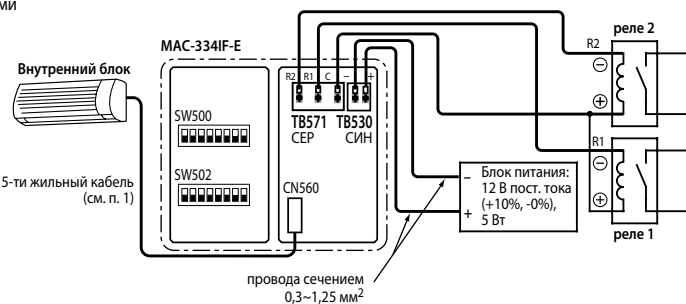 ми
MAC-334IF-E
Внутренний блок
5-ти жильный кабель
(см. п. 1)
SW500
SW502
R2 R1 C − +
TB571 TB530
СЕР СИН
CN560
провода сечением
0,3~1,25 мм2
− Блок питания:
12 В пост. тока
(+10%, -0%),
+ 5 Вт
реле 2
R2
−
+
R1
−
+
реле 1